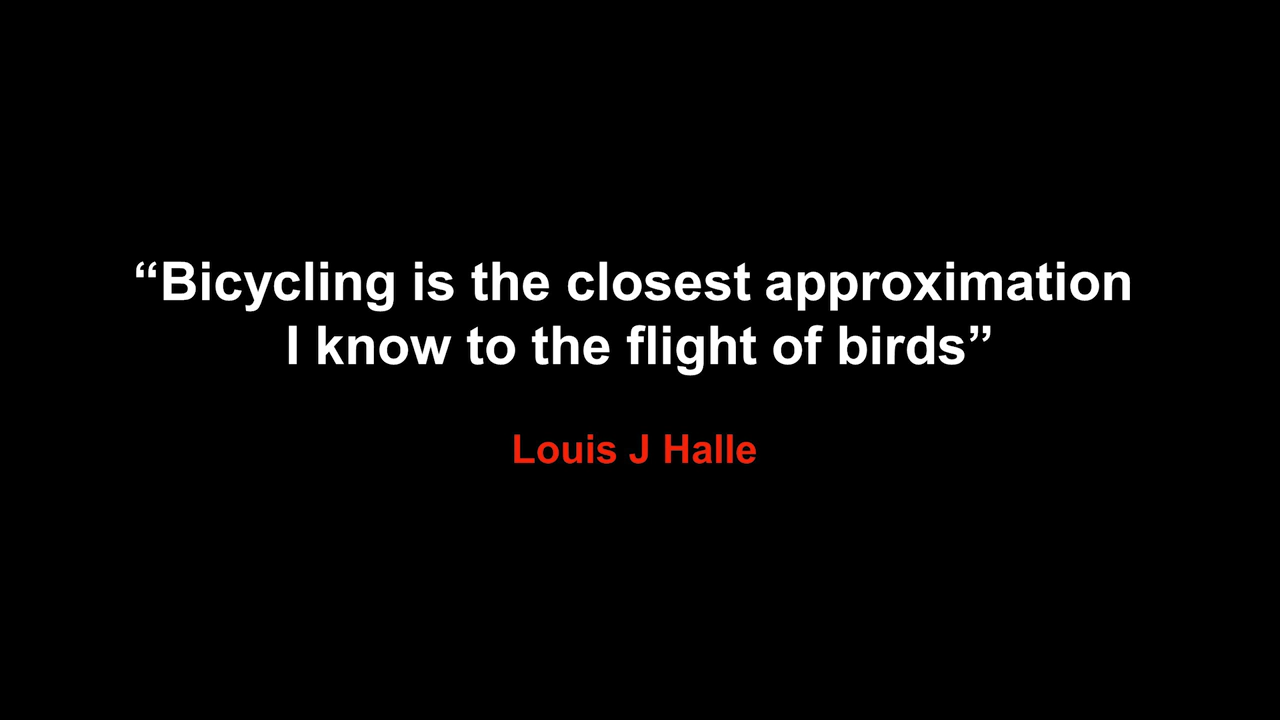 “Bicycling is the closest approximation
I know to the flight of birds”
Louis J Halle